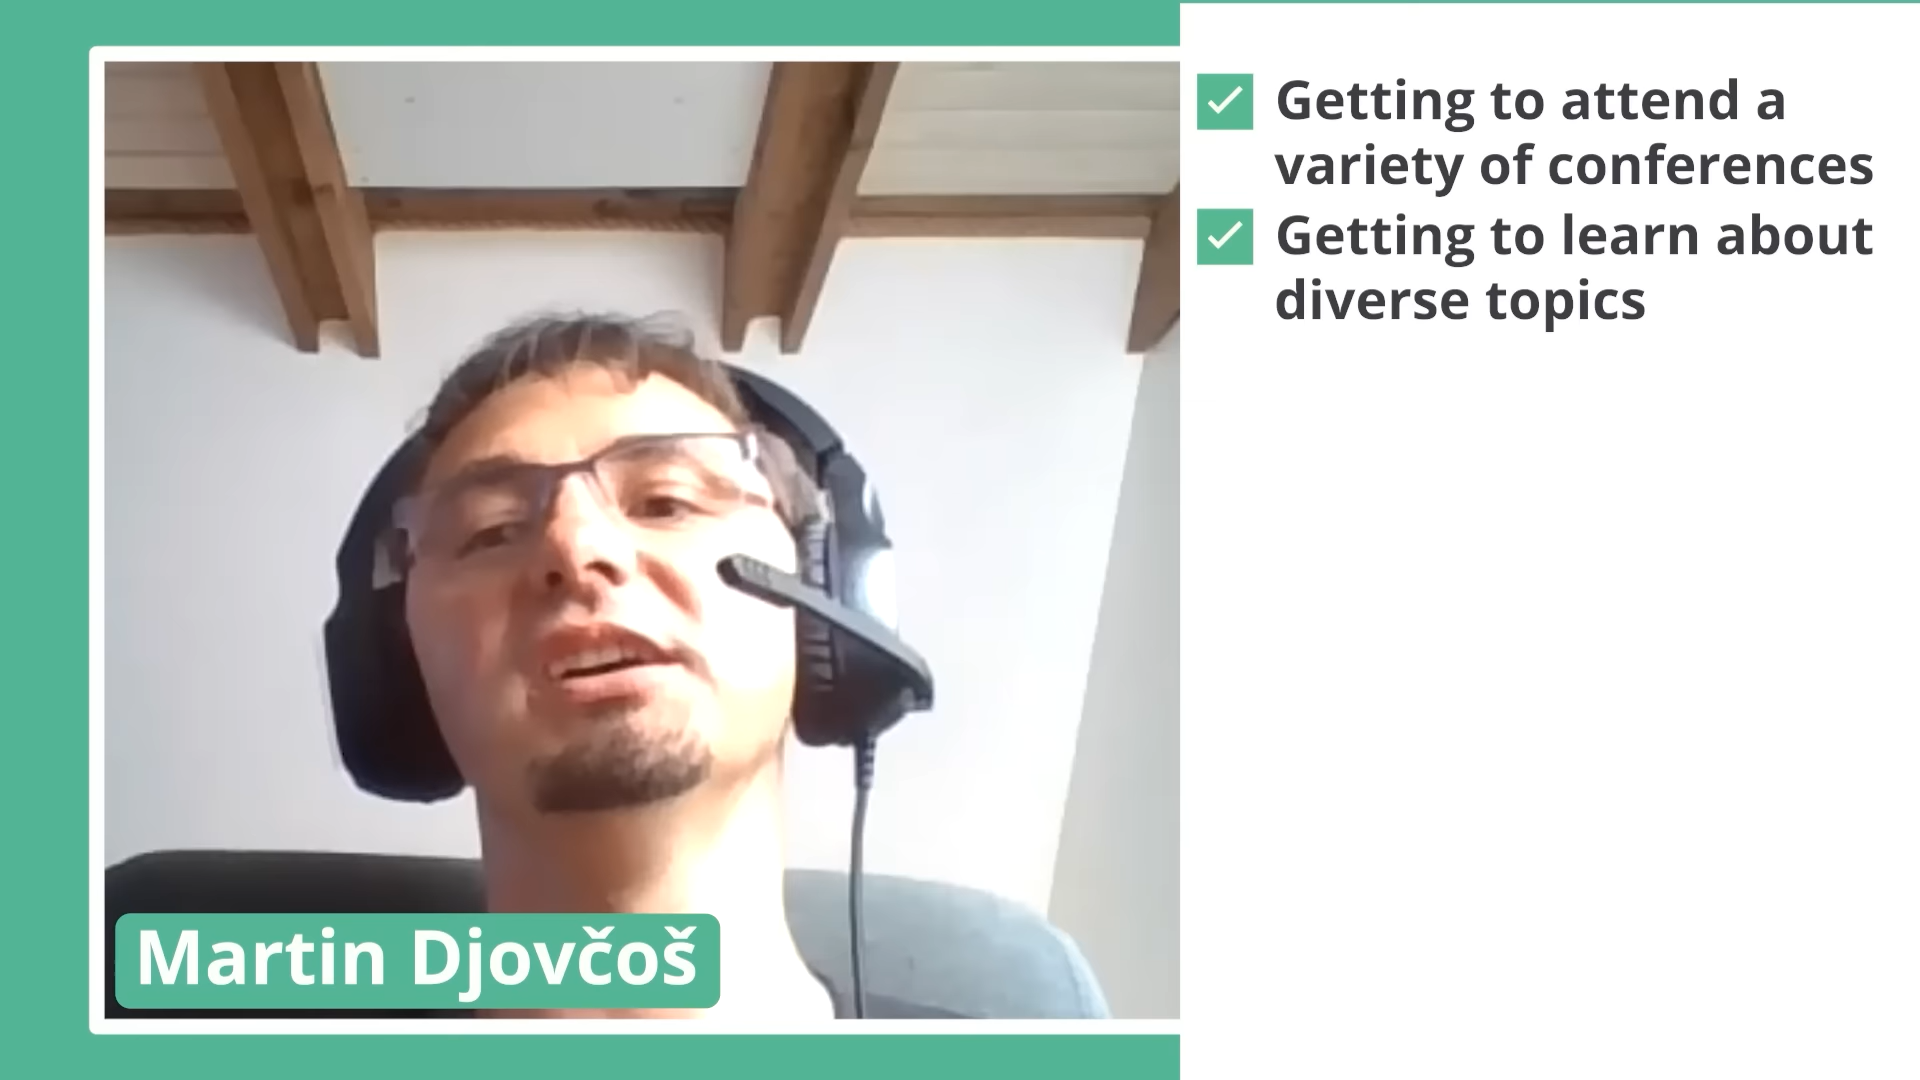 Getting to attend a
variety of conferences
Getting to learn about
diverse topics
Martin Djovčoš